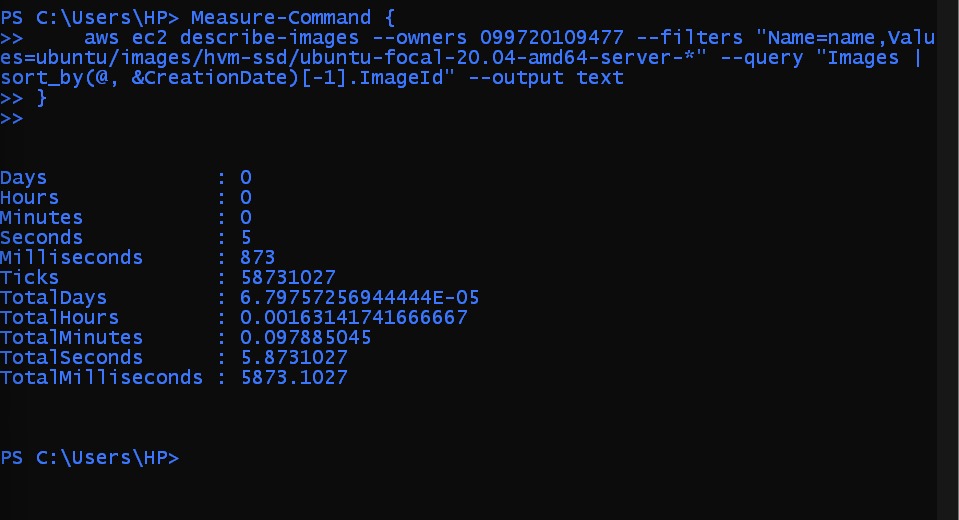 PS C:\Users\HP> Measure-Command {
>>     aws ec2 describe-images --owners 099720109477 --filters "Name=name,Valu
es=ubuntu/images/hvm-ssd/ubuntu-focal-20.04-amd64-server-*" --query "Images |
sort_by(@, &CreationDate)[-1].ImageId" --output text
>> }
>>
Days              : 0
Hours             : 0
Minutes           : 0
Seconds           : 5
Milliseconds      : 873
Ticks             : 58731027
TotalDays         : 6.79757256944444E-05
TotalHours        : 0.00163141741666667
TotalMinutes      : 0.097885045
TotalSeconds      : 5.8731027
TotalMilliseconds : 5873.1027
PS C:\Users\HP>